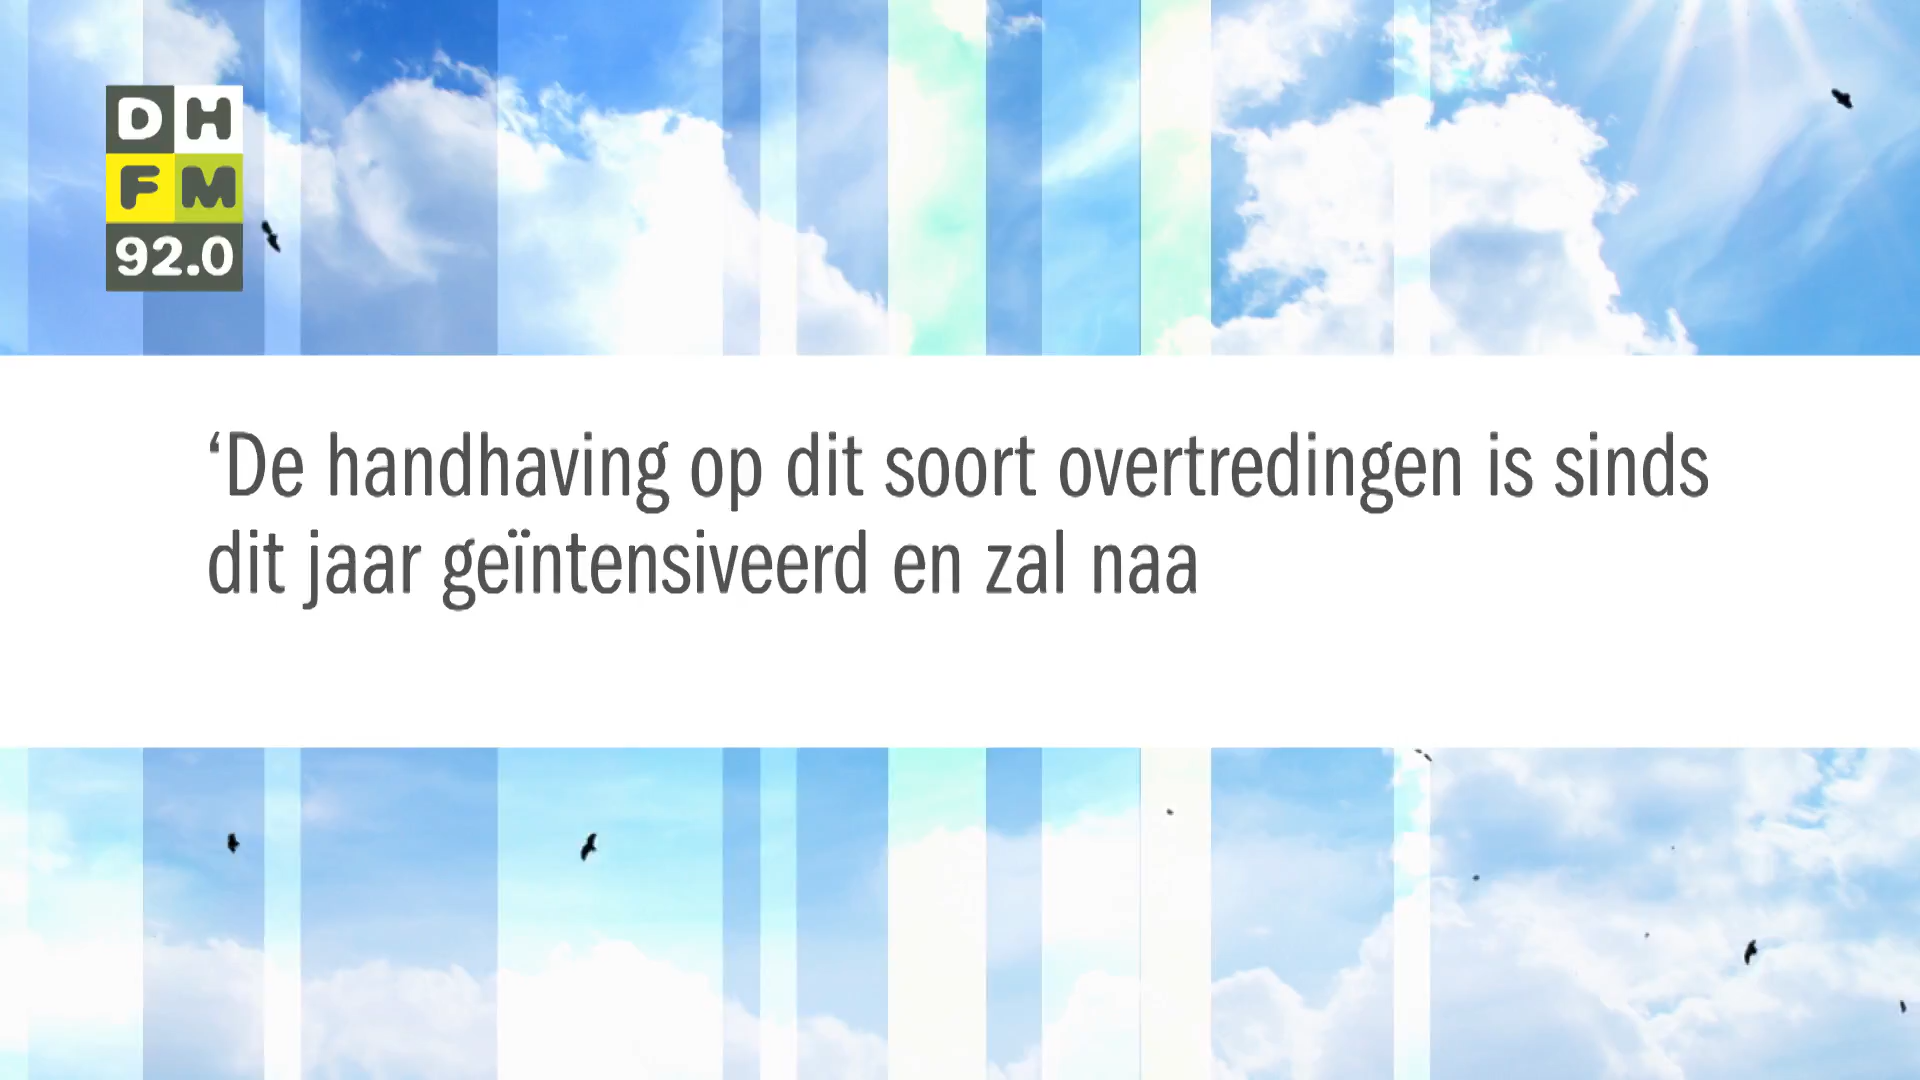 DH
FM
92.0
‘De handhaving op dit soort overtredingen is sinds
dit jaar geïntensiveerd en zal naa